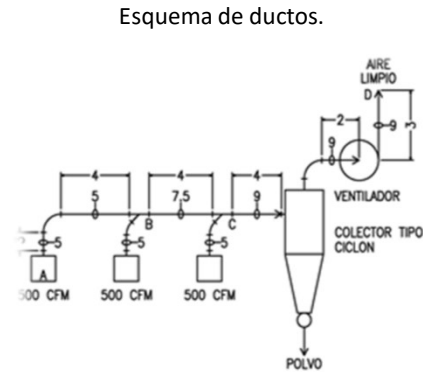 Esquema de ductos.
AIRE
LIMPIO
D
2
9
9
3
4
4
4
5
7.5
9
VENTILADOR
B
C
5
5
5
COLECTOR TIPO
CICLON
A
500 CFM
500 CFM
500 CFM
POLVO